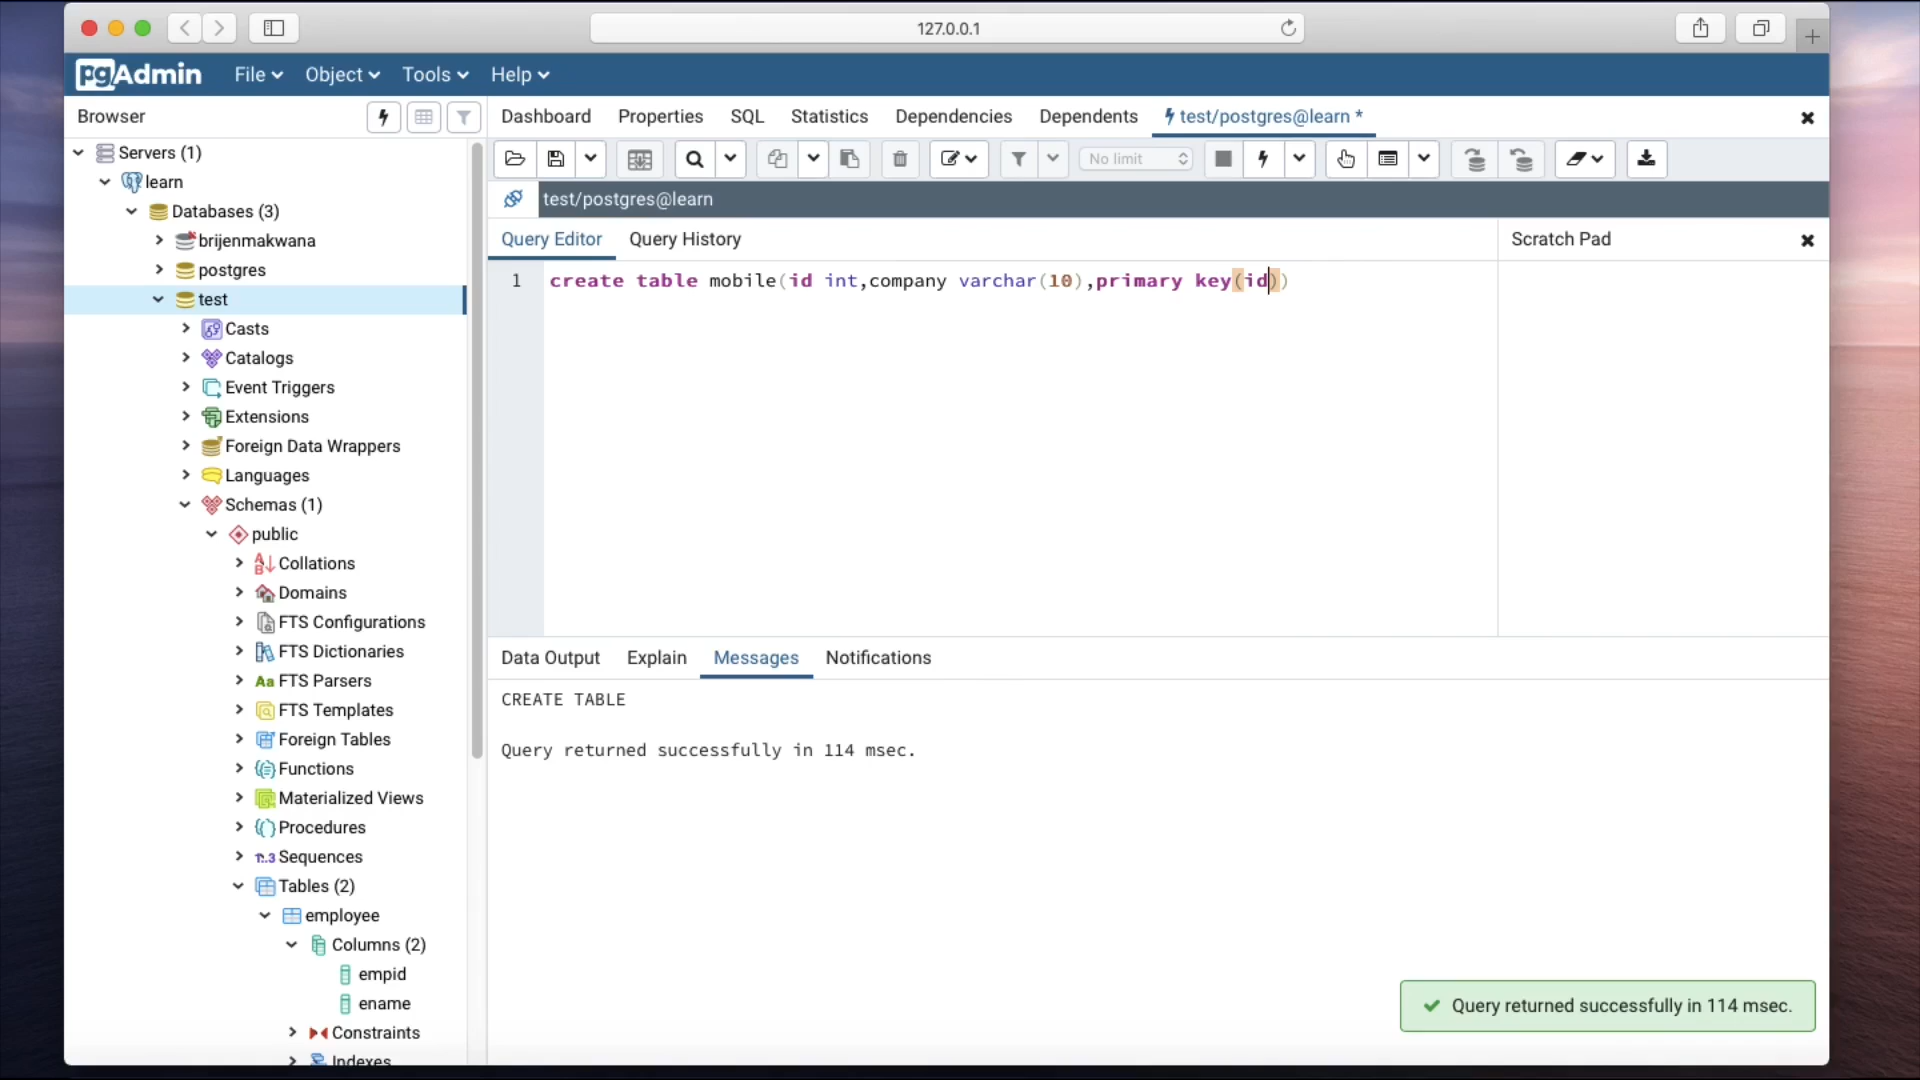 127.0.0.1
pgAdmin File Object Tools Help
Browser
Dashboard Properties SQL Statistics Dependencies Dependents test/postgres@learn *
No limit
test/postgres@learn
Query Editor Query History
Scratch Pad
1 create table mobile(id int,company varchar(10),primary key(id))
Servers (1)
learn
Databases (3)
brijenmakwana
postgres
test
Casts
Catalogs
Event Triggers
Extensions
Foreign Data Wrappers
Languages
Schemas (1)
public
Collations
Domains
FTS Configurations
FTS Dictionaries
Aa FTS Parsers
FTS Templates
Foreign Tables
Functions
Materialized Views
Procedures
1..3 Sequences
Tables (2)
employee
Columns (2)
empid
ename
Constraints
Indexes
Data Output Explain Messages Notifications
CREATE TABLE
Query returned successfully in 114 msec.
Query returned successfully in 114 msec.